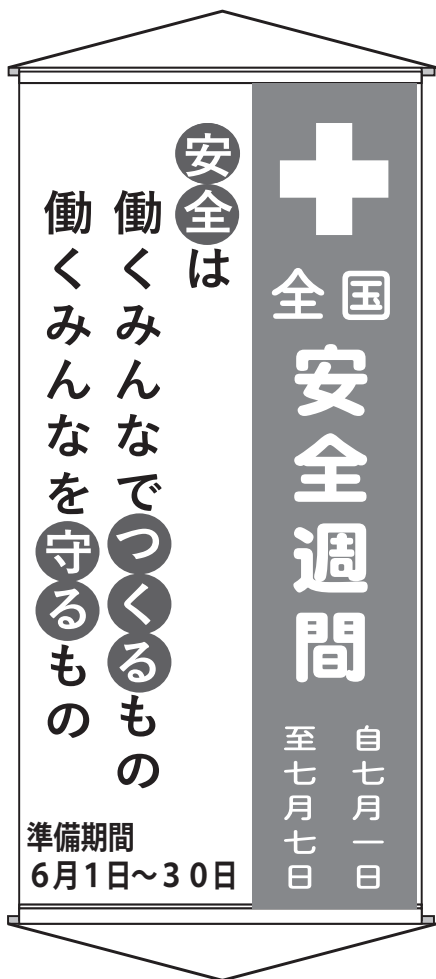 全国
安全週間
自七月一日
至七月七日
安全は
働くみんなでつくるもの
働くみんなを守るもの
準備期間
6月1日～30日